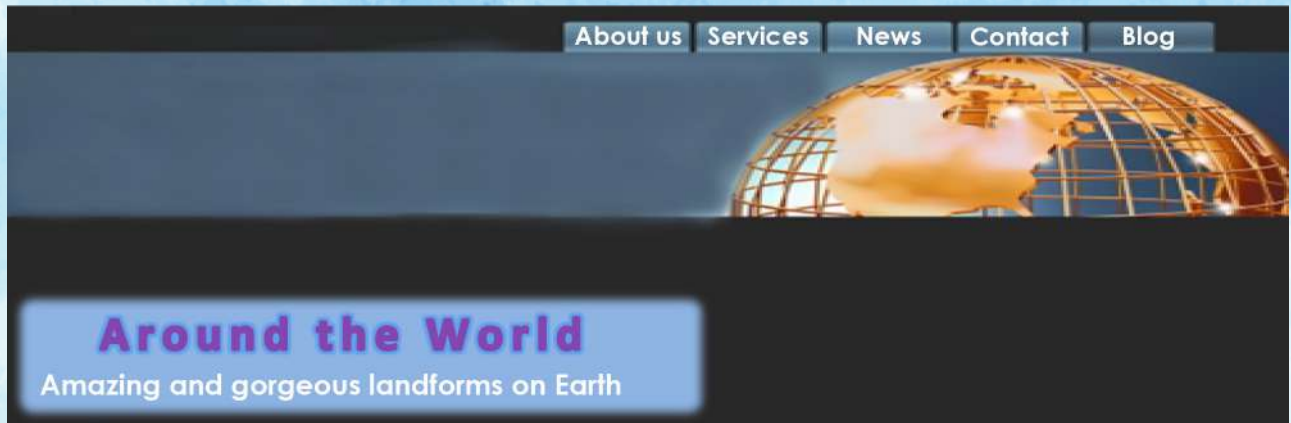 About us Services News Contact Blog
Around the World
Amazing and gorgeous landforms on Earth